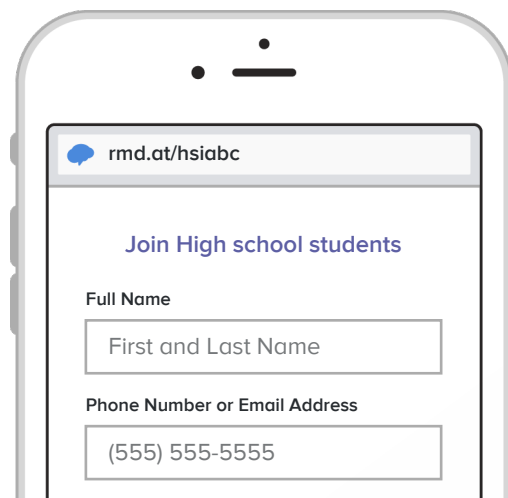 rmd.at/hsiabc
Join High school students
Full Name
First and Last Name
Phone Number or Email Address
(555) 555-5555